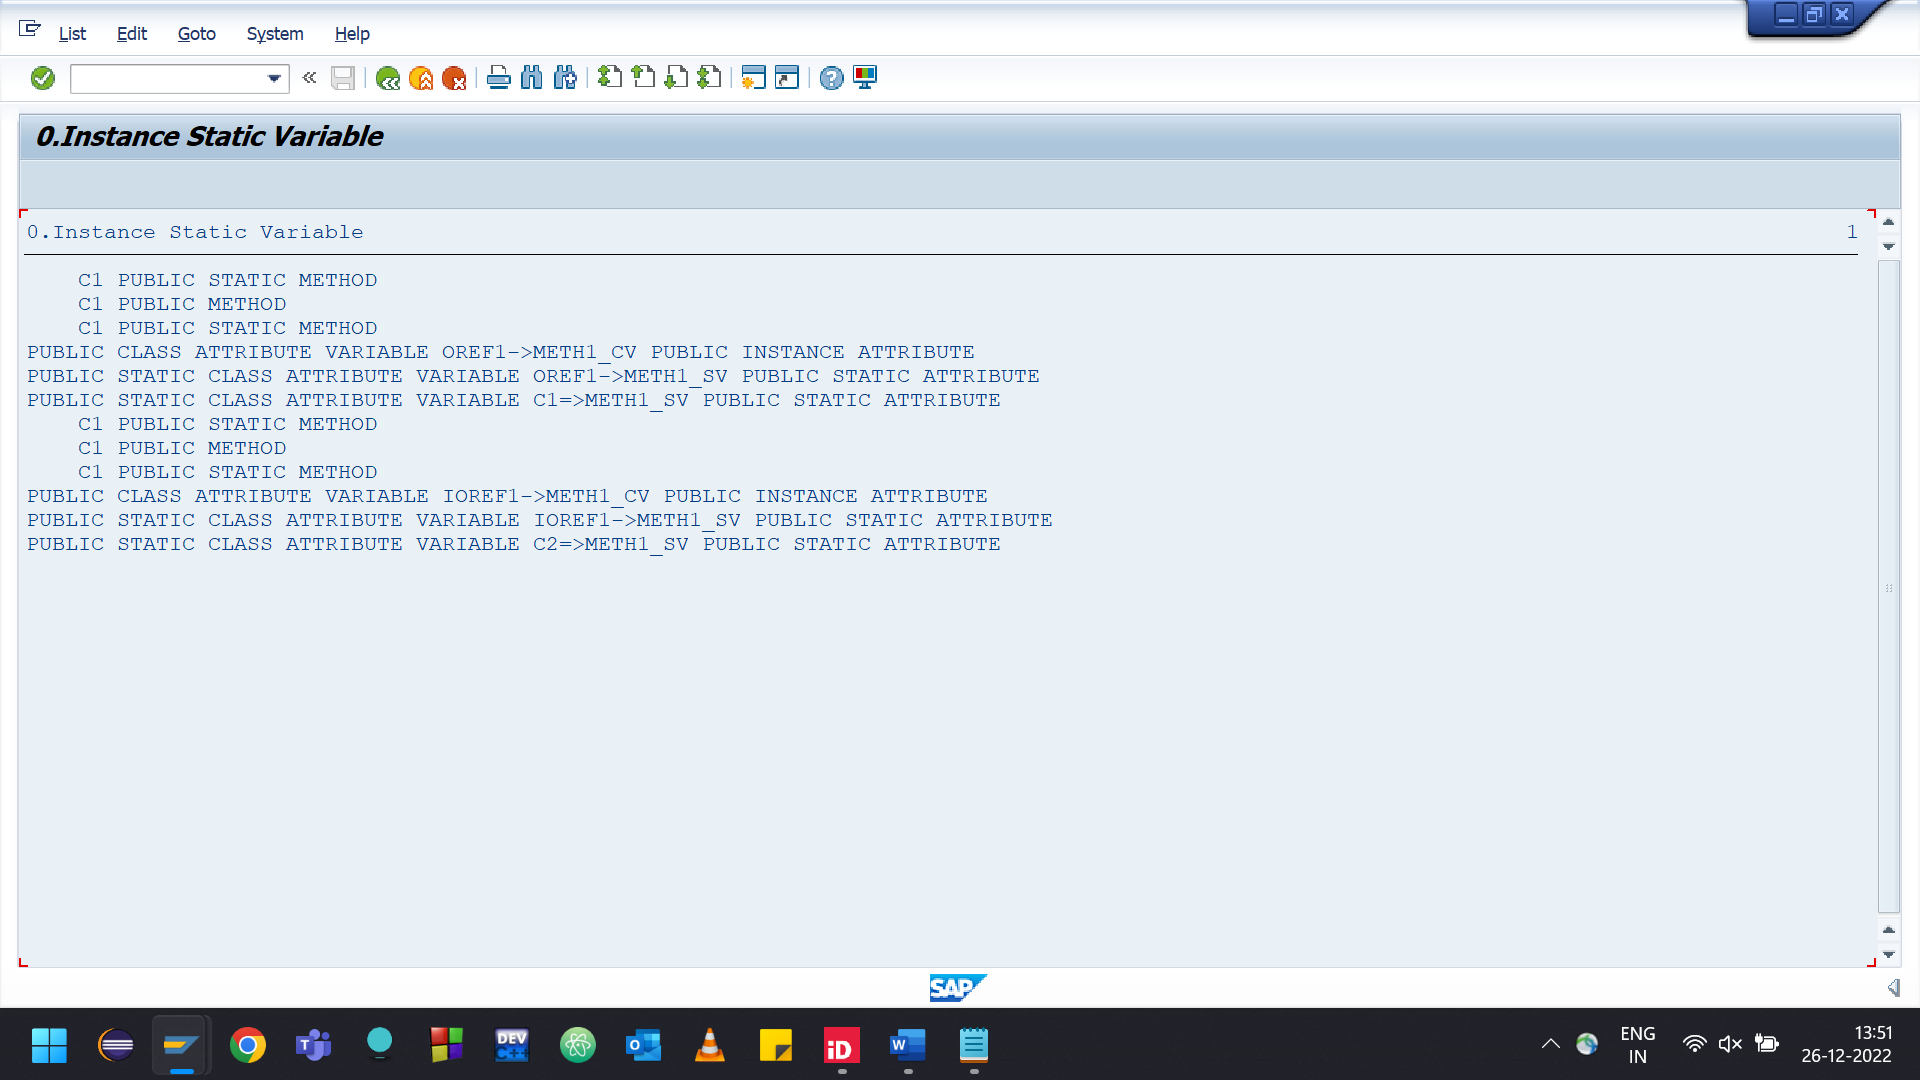 List Edit Goto System Help
0.Instance Static Variable
0.Instance Static Variable 1
C1 PUBLIC STATIC METHOD
C1 PUBLIC METHOD
C1 PUBLIC STATIC METHOD
PUBLIC CLASS ATTRIBUTE VARIABLE OREF1->METH1_CV PUBLIC INSTANCE ATTRIBUTE
PUBLIC STATIC CLASS ATTRIBUTE VARIABLE OREF1->METH1_SV PUBLIC STATIC ATTRIBUTE
PUBLIC STATIC CLASS ATTRIBUTE VARIABLE C1=>METH1_SV PUBLIC STATIC ATTRIBUTE
C1 PUBLIC STATIC METHOD
C1 PUBLIC METHOD
C1 PUBLIC STATIC METHOD
PUBLIC CLASS ATTRIBUTE VARIABLE IOREF1->METH1_CV PUBLIC INSTANCE ATTRIBUTE
PUBLIC STATIC CLASS ATTRIBUTE VARIABLE IOREF1->METH1_SV PUBLIC STATIC ATTRIBUTE
PUBLIC STATIC CLASS ATTRIBUTE VARIABLE C2=>METH1_SV PUBLIC STATIC ATTRIBUTE
SAP
DEV
C++
iD
ENG
IN
13:51
26-12-2022